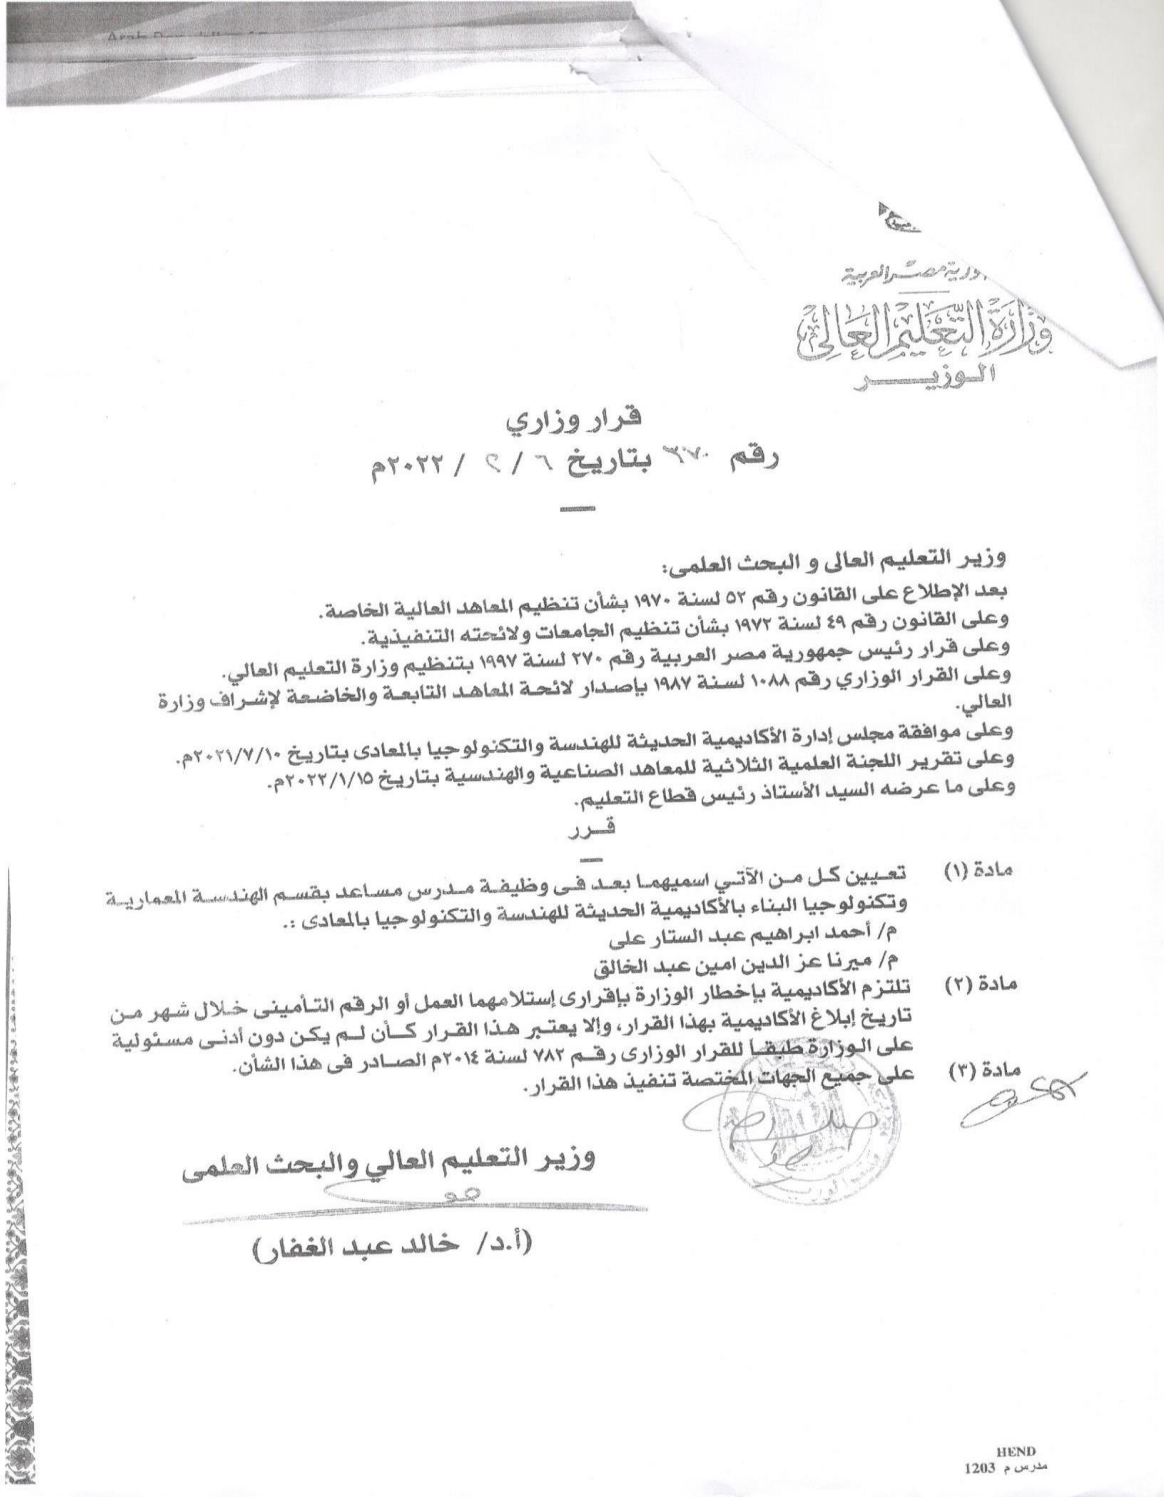 جمهورية مصر العربية
وزارة التعليم العالي
الوزير
قرار وزاري
رقم ٣٧٠ بتاريخ ٦ / ٢ / ٢٠٢٢م
وزير التعليم العالى و البحث العلمى:
بعد الإطلاع على القانون رقم ٥٢ لسنة ١٩٧٠ بشأن تنظيم المعاهد العالية الخاصة.
وعلى القانون رقم ٤٩ لسنة ١٩٧٢ بشأن تنظيم الجامعات ولائحته التنفيذية.
وعلى قرار رئيس جمهورية مصر العربية رقم ٢٧٠ لسنة ١٩٩٧ بتنظيم وزارة التعليم العالي.
وعلى القرار الوزاري رقم ١٠٨٨ لسنة ١٩٨٧ بإصدار لائحة المعاهد التابعة والخاضعة لإشراف وزارة
العالي.
وعلى موافقة مجلس إدارة الأكاديمية الحديثة للهندسة والتكنولوجيا بالمعادى بتاريخ ٢٠٢١/٧/١٠م.
وعلى تقرير اللجنة العلمية الثلاثية للمعاهد الصناعية والهندسية بتاريخ ٢٠٢٢/١/١٥م.
وعلى ما عرضه السيد الأستاذ رئيس قطاع التعليم.
قـرر
مادة (١) تعيين كل من الآتي اسميهما بعد فى وظيفة مدرس مساعد بقسم الهندسة المعمارية
وتكنولوجيا البناء بالأكاديمية الحديثة للهندسة والتكنولوجيا بالمعادى :.
م/ أحمد ابراهيم عبد الستار على
م/ ميرنا عز الدين امين عبد الخالق
مادة (٢) تلتزم الأكاديمية بإخطار الوزارة بإقرارى إستلامهما العمل أو الرقم التأمينى خلال شهر من
تاريخ إبلاغ الأكاديمية بهذا القرار، وإلا يعتبر هذا القرار كأن لم يكن دون أدنى مسئولية
على الوزارة طبقاً للقرار الوزارى رقم ٧٨٢ لسنة ٢٠١٤م الصادر فى هذا الشأن.
مادة (٣) على جميع الجهات المختصة تنفيذ هذا القرار.
وزير التعليم العالي والبحث العلمى
(أ.د/ خالد عبد الغفار)
HEND
مدرس م 1203